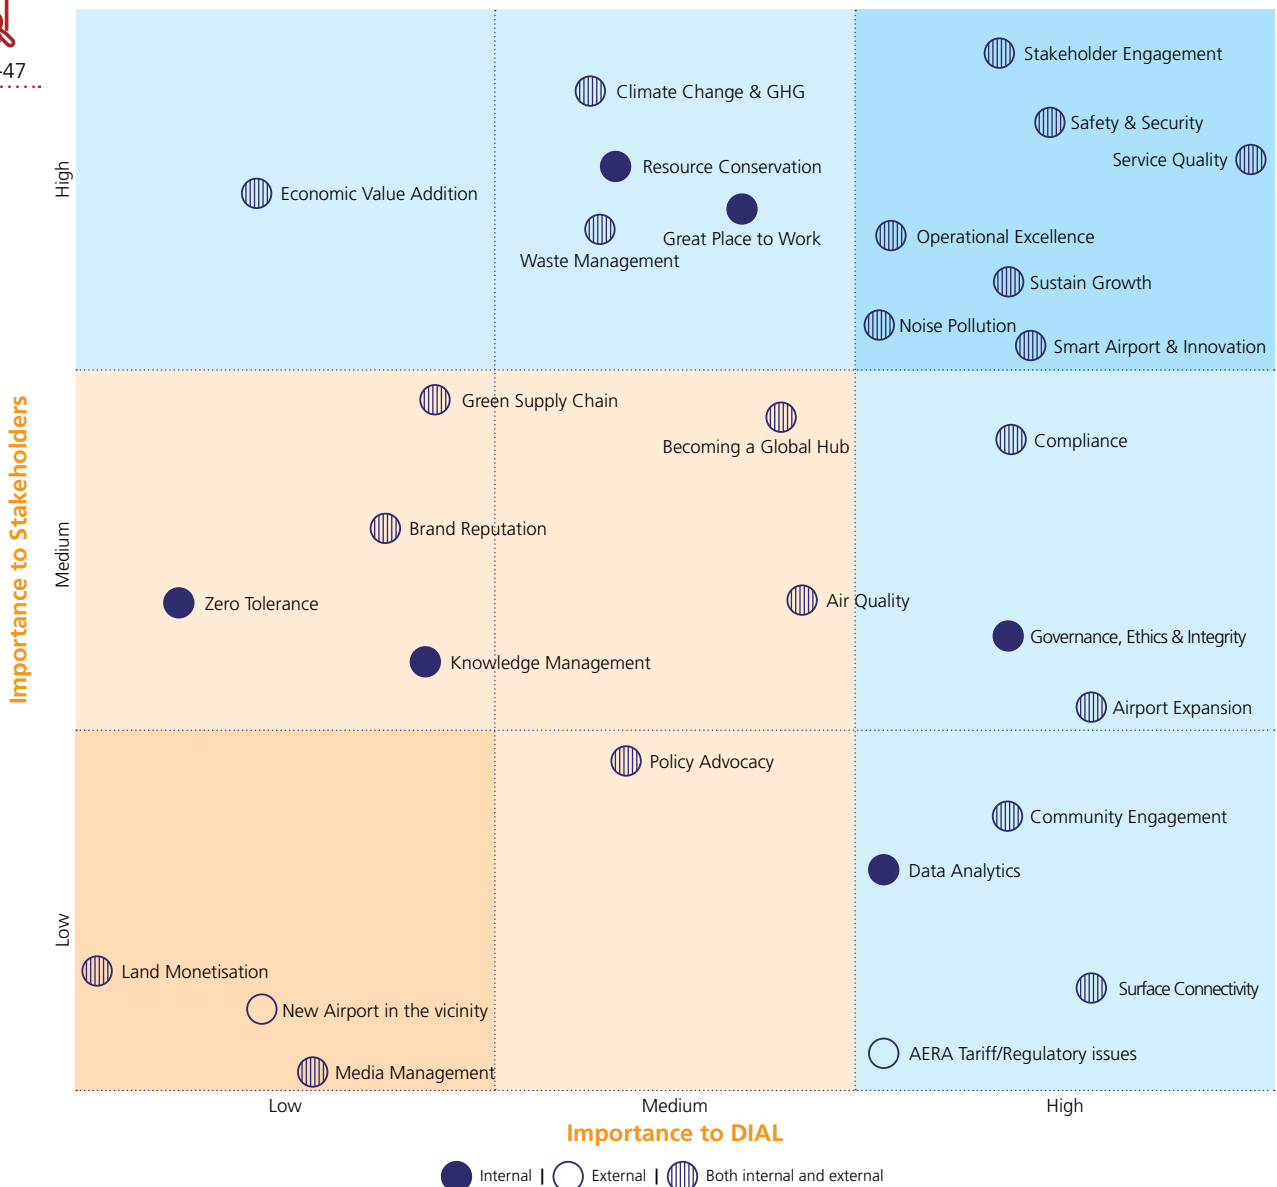 -47
Stakeholder Engagement
Climate Change & GHG
Safety & Security
Service Quality
Resource Conservation
Economic Value Addition
Great Place to Work
Operational Excellence
Waste Management
Sustain Growth
Noise Pollution
Smart Airport & Innovation
High
Green Supply Chain
Becoming a Global Hub
Compliance
Brand Reputation
Zero Tolerance
Air Quality
Governance, Ethics & Integrity
Knowledge Management
Airport Expansion
Medium
Importance to Stakeholders
Policy Advocacy
Community Engagement
Data Analytics
Land Monetisation
Surface Connectivity
New Airport in the vicinity
AERA Tariff/Regulatory issues
Media Management
Low
Low
Medium
High
Importance to DIAL
Internal | External | Both internal and external